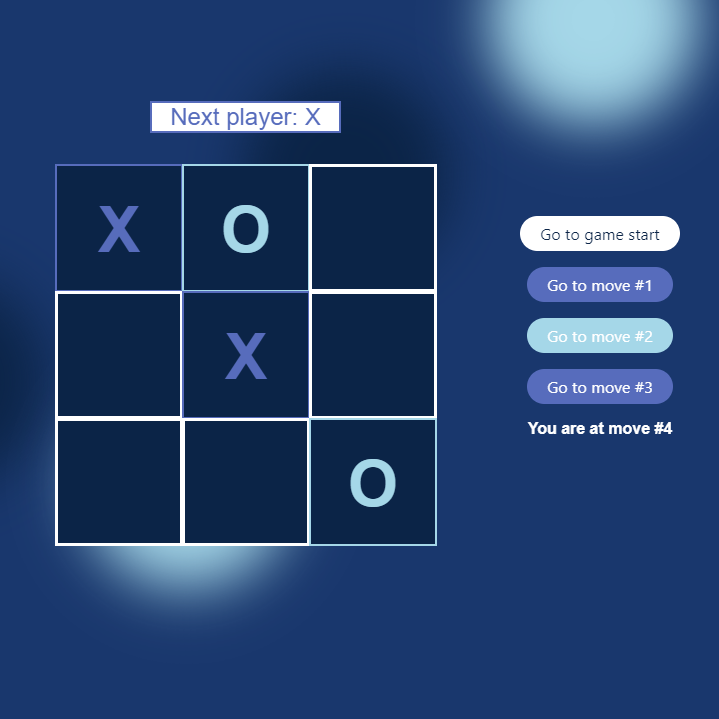 Next player: X
X O
X
O
Go to game start
Go to move #1
Go to move #2
Go to move #3
You are at move #4